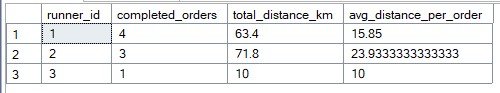 runner_id completed_orders total_distance_km avg_distance_per_order
1 1 4 63.4 15.85
2 2 3 71.8 23.9333333333333
3 3 1 10 10